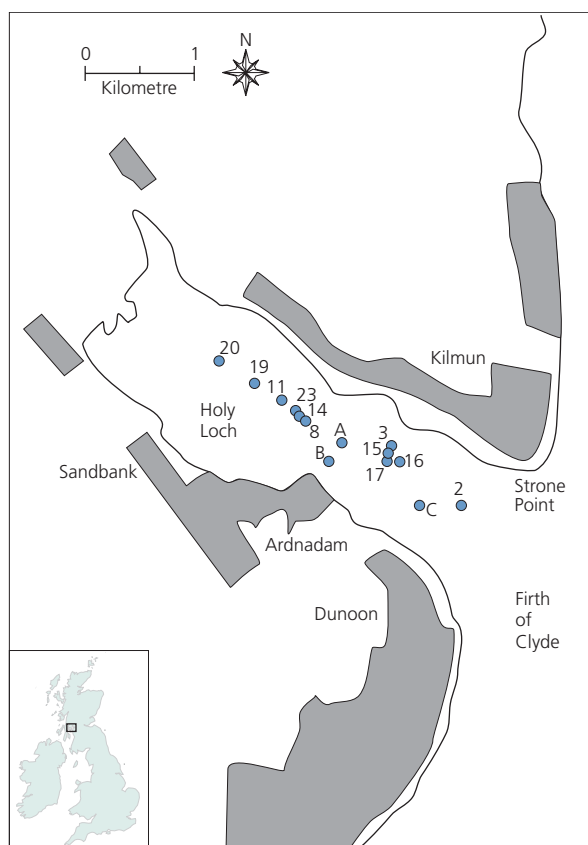 N
0 1
Kilometre
20
19
11
23
14
8
Holy
Loch
A
B
3
15
17
16
C
2
Kilmun
Strone
Point
Sandbank
Ardnadam
Dunoon
Firth
of
Clyde